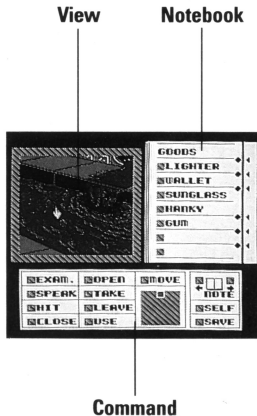 View Notebook
GOODS
LIGHTER
WALLET
SUNGLASS
HANKY
GUM
EXAM. OPEN MOVE
SPEAK TAKE NOTE
HIT LEAVE SELF
CLOSE USE SAVE
Command